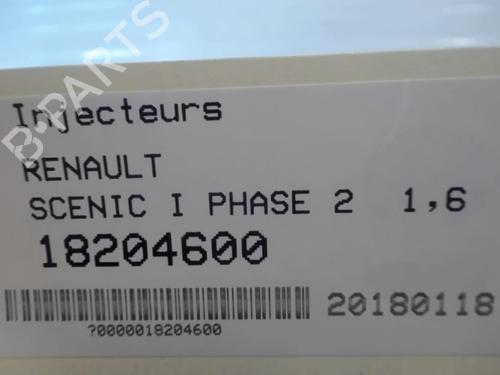 Injecteurs
RENAULT
SCENIC I PHASE 2 1,6
18204600
20180118
?0000018204600
B-PARTS